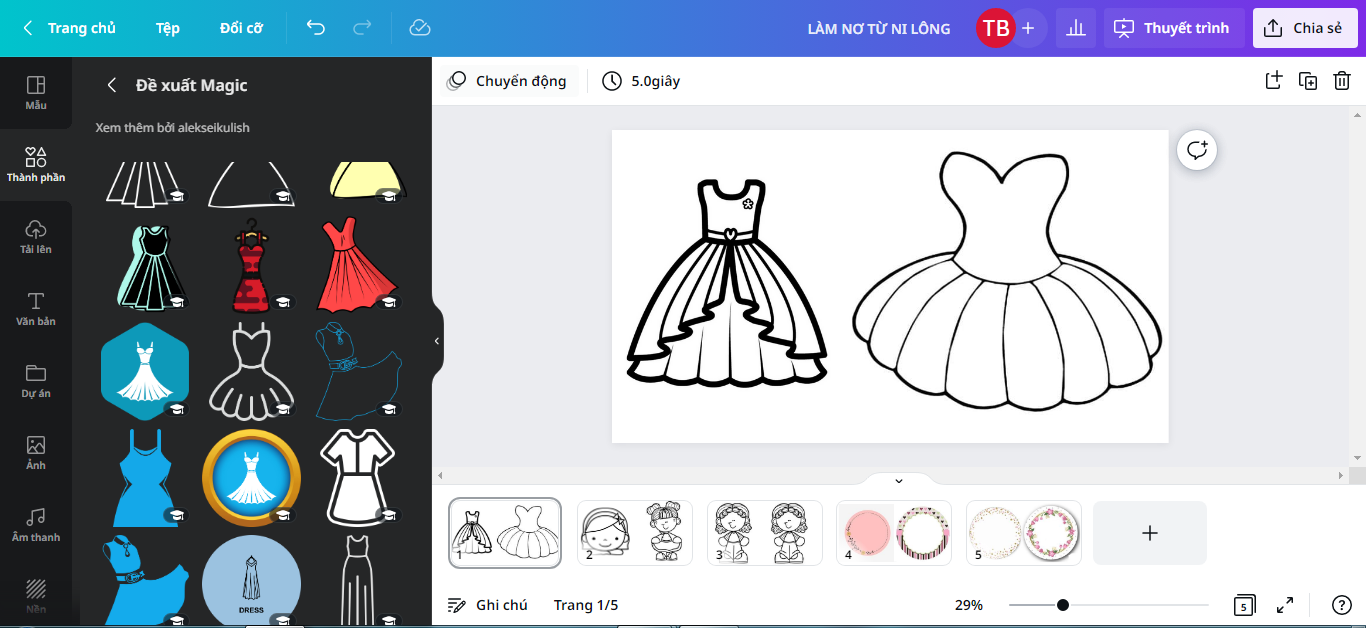 Trang chủ
Tệp
Đổi cỡ
LÀM NƠ TỪ NI LÔNG
TB
Thuyết trình
Chia sẻ
Mẫu
Thành phần
Tải lên
Văn bản
Dự án
Ảnh
Âm thanh
Nền
Đề xuất Magic
Xem thêm bởi alekseikulish
DRESS
Chuyển động
5.0giây
1
2
3
4
5
Ghi chú
Trang 1/5
29%
5